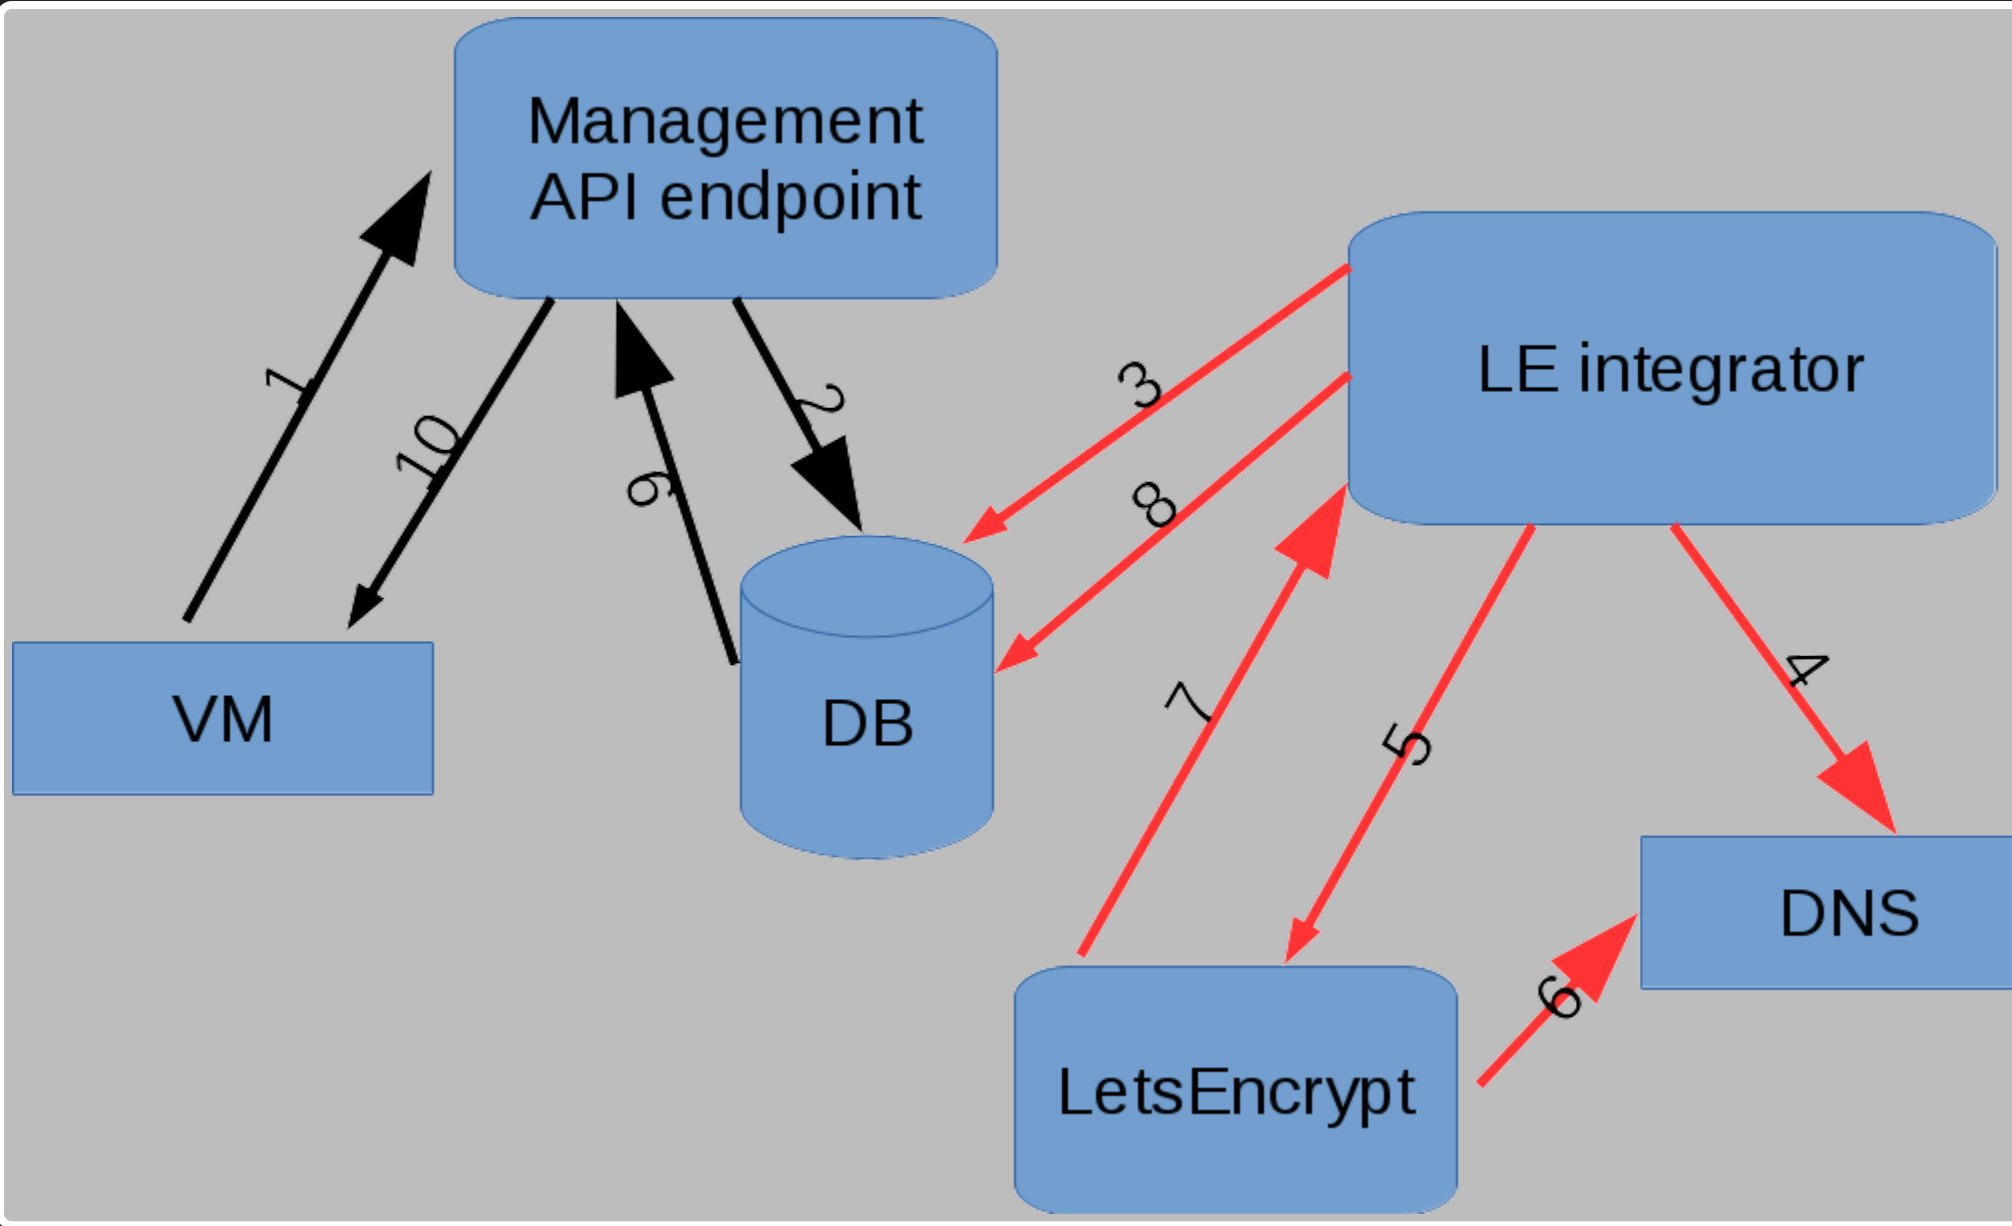 Management
API endpoint
LE integrator
1
10
9
2
3
8
7
5
4
6
VM
DB
DNS
LetsEncrypt